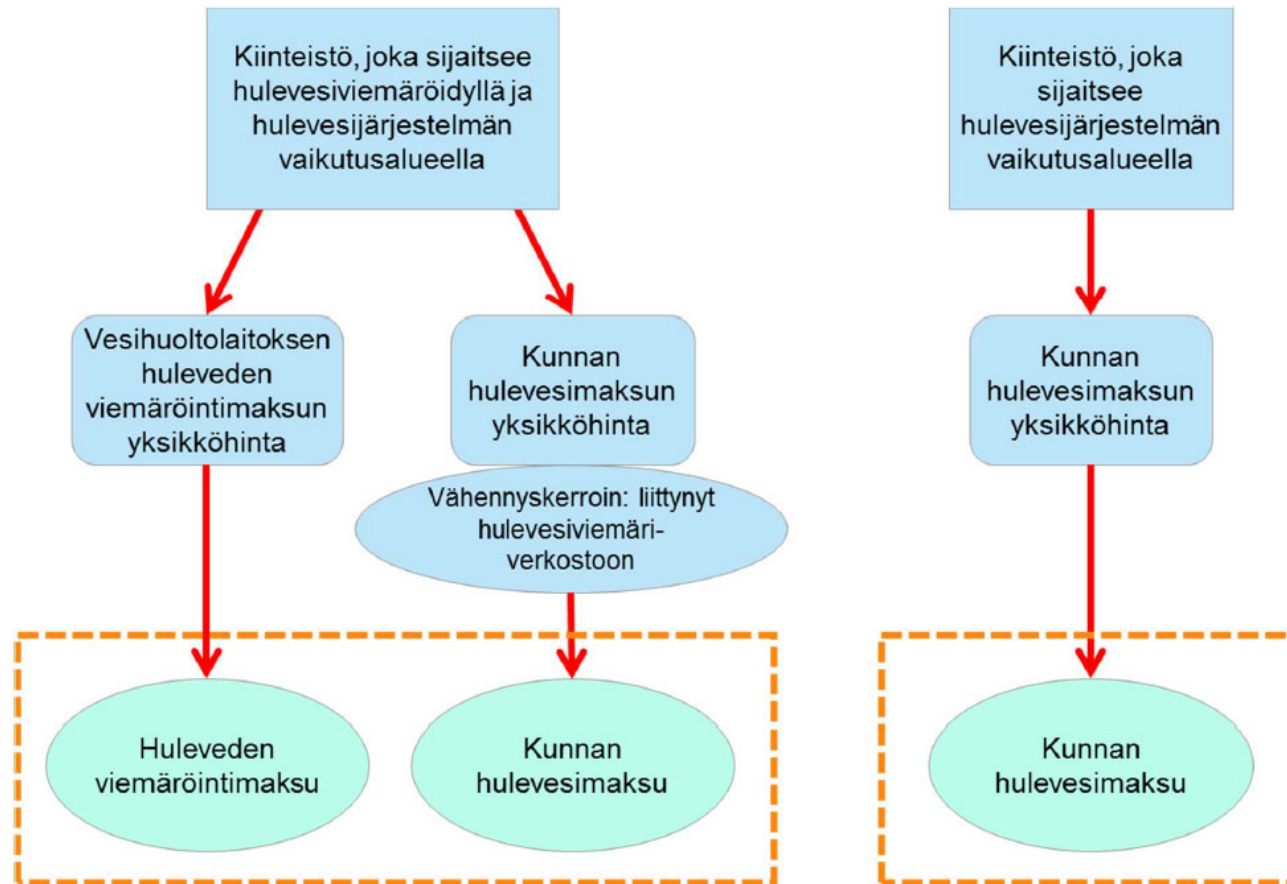 Kiinteistö, joka sijaitsee
hulevesiviemäröidyllä ja
hulevesijärjestelmän
vaikutusalueella
Kiinteistö, joka
sijaitsee
hulevesijärjestelmän
vaikutusalueella
Vesihuoltolaitoksen
huleveden
viemäröintimaksun
yksikköhinta
Kunnan
hulevesimaksun
yksikköhinta
Kunnan
hulevesimaksun
yksikköhinta
Vähennyskerroin: liittynyt
hulevesiviemäri-
verkostoon
Huleveden
viemäröintimaksu
Kunnan
hulevesimaksu
Kunnan
hulevesimaksu